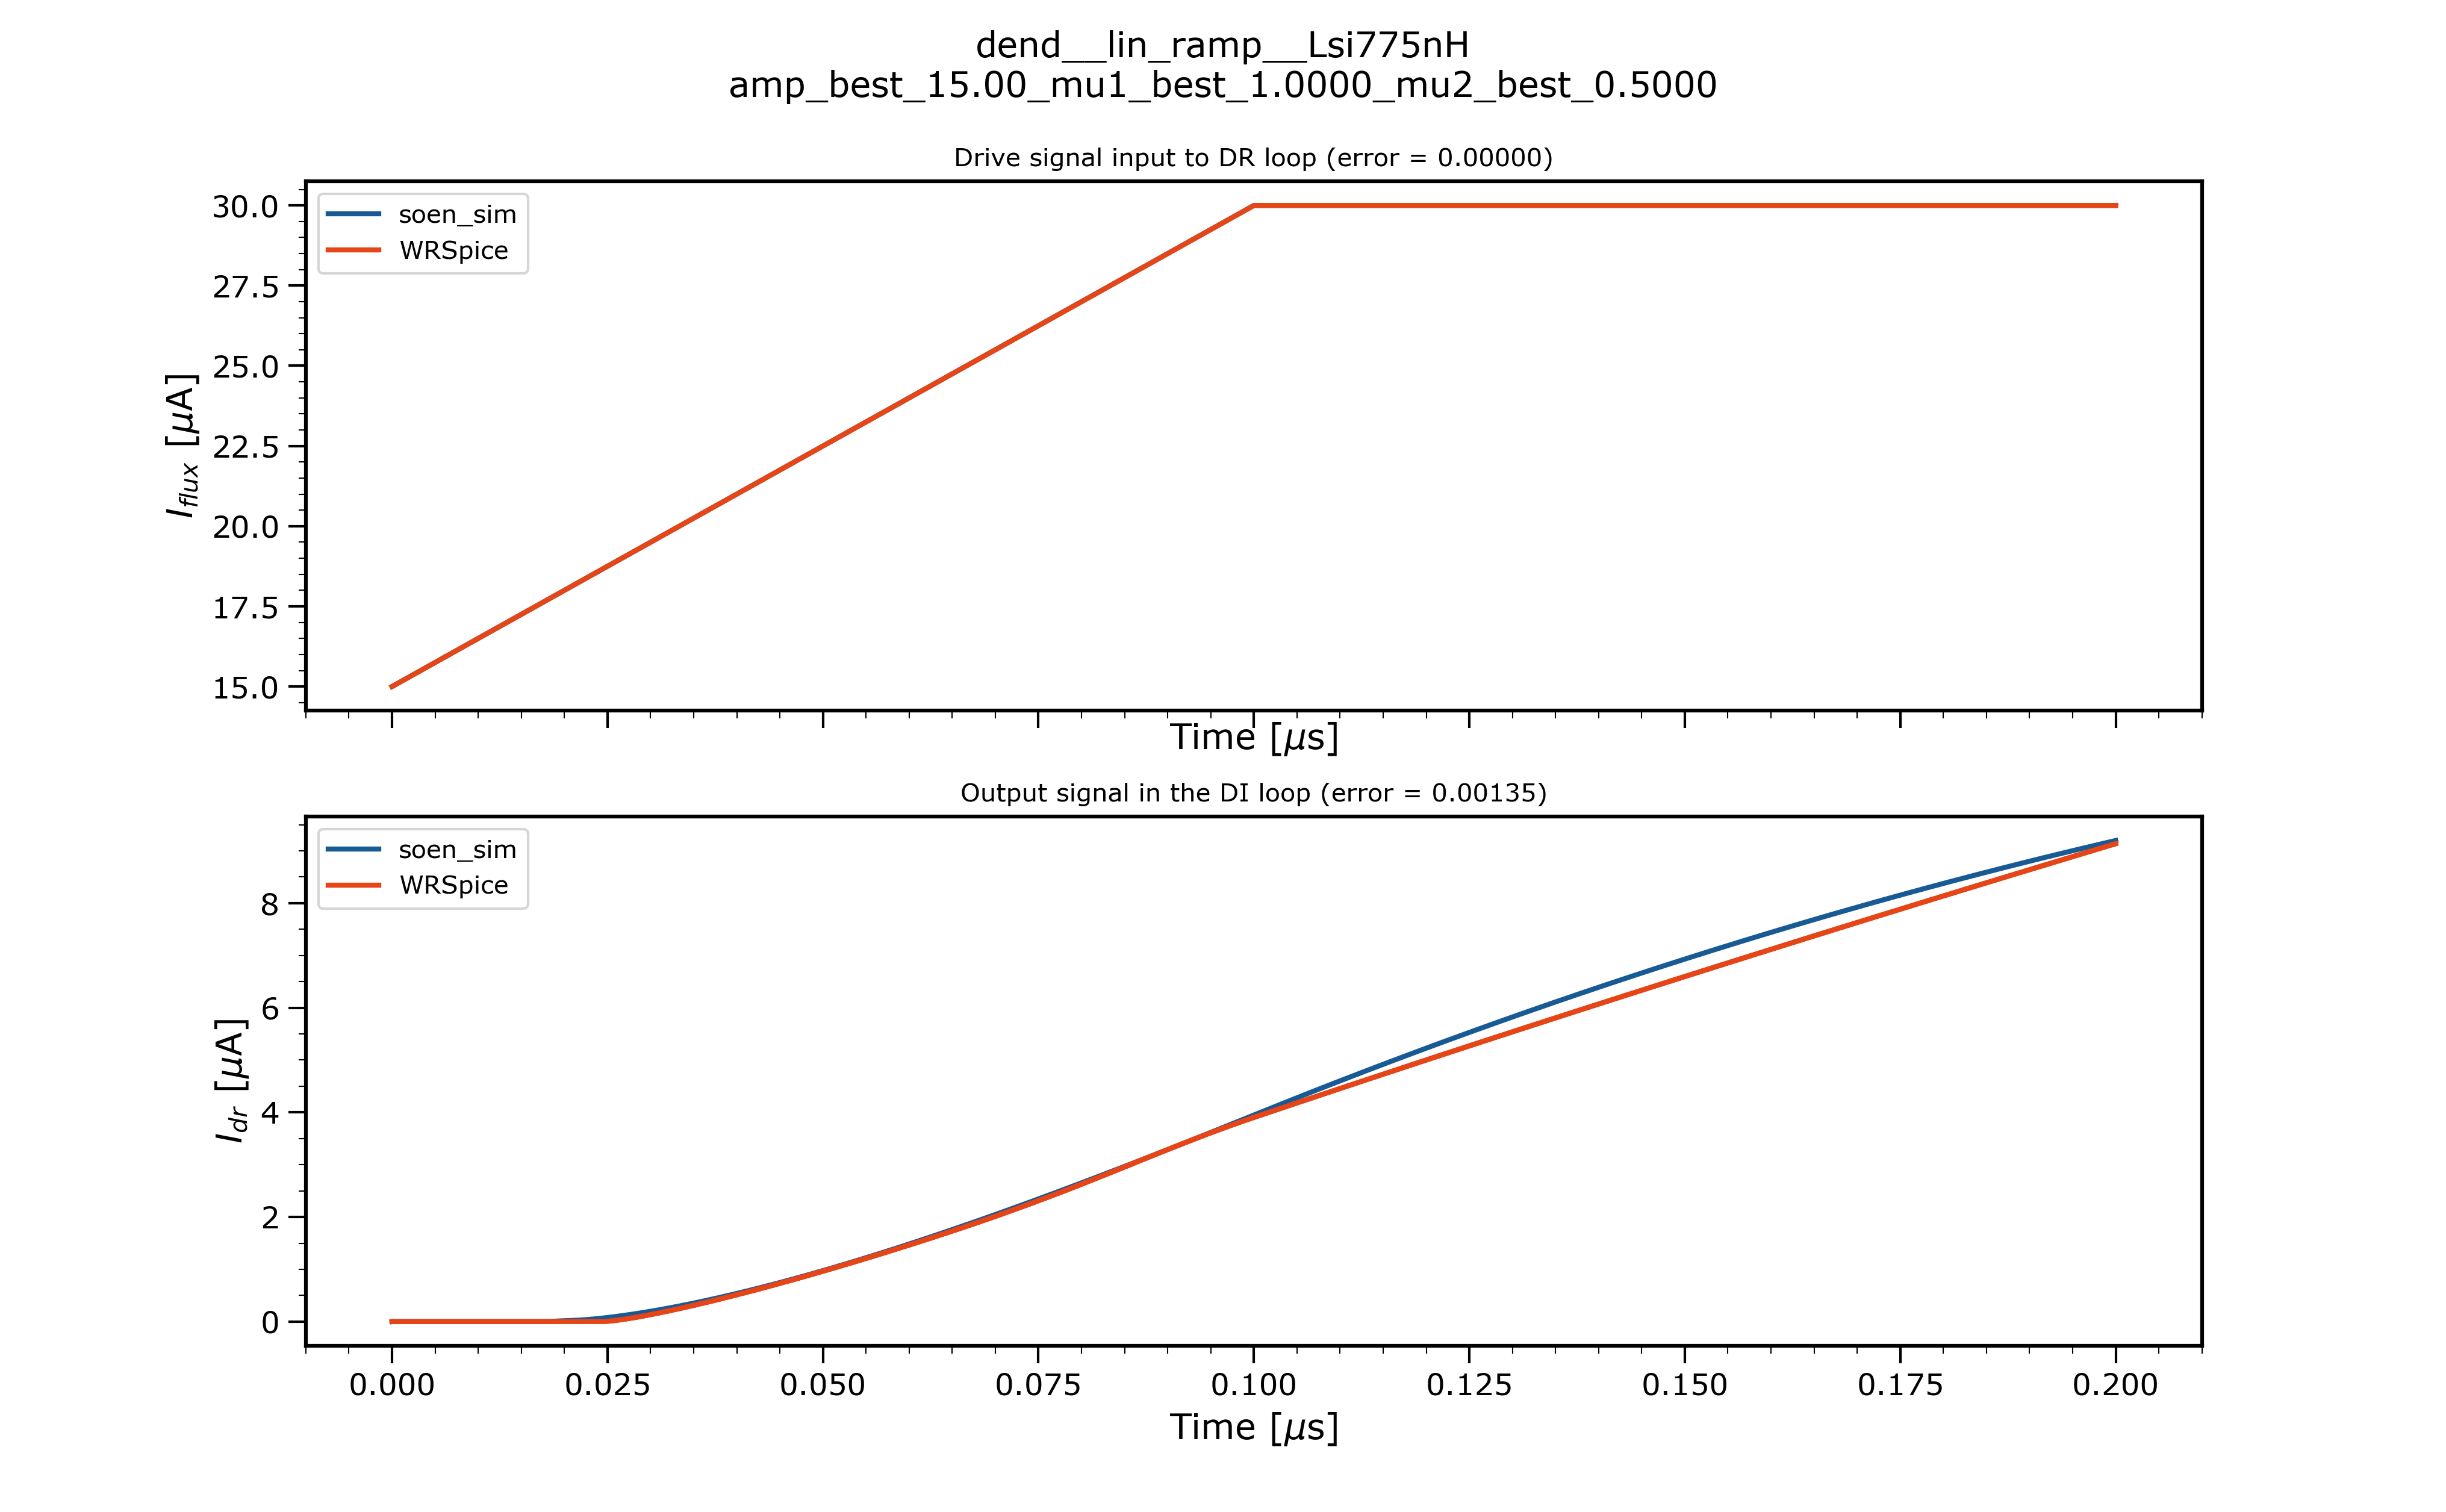 dend__lin_ramp__Lsi775nH
amp_best_15.00_mu1_best_1.0000_mu2_best_0.5000
Drive signal input to DR loop (error = 0.00000)
soen_sim
WRSpice
30.0
27.5
25.0
22.5
20.0
17.5
15.0
I_flux [μA]
Time [μs]
Output signal in the DI loop (error = 0.00135)
soen_sim
WRSpice
8
6
4
2
0
I_dr [μA]
0.000 0.025 0.050 0.075 0.100 0.125 0.150 0.175 0.200
Time [μs]